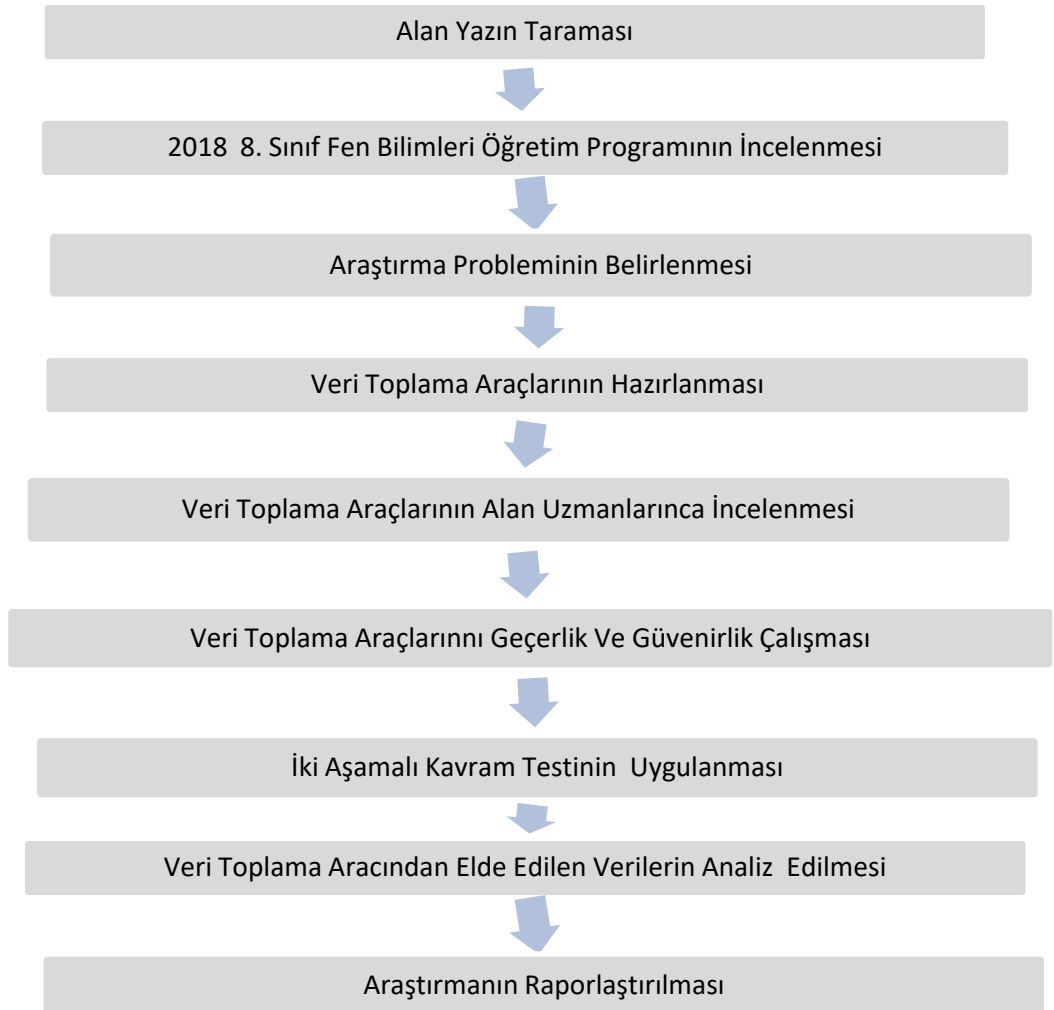 Alan Yazın Taraması
2018  8. Sınıf Fen Bilimleri Öğretim Programının İncelenmesi
Araştırma Probleminin Belirlenmesi
Veri Toplama Araçlarının Hazırlanması
Veri Toplama Araçlarının Alan Uzmanlarınca İncelenmesi
Veri Toplama Araçlarınnı Geçerlik Ve Güvenirlik Çalışması
İki Aşamalı Kavram Testinin  Uygulanması
Veri Toplama Aracından Elde Edilen Verilerin Analiz  Edilmesi
Araştırmanın Raporlaştırılması